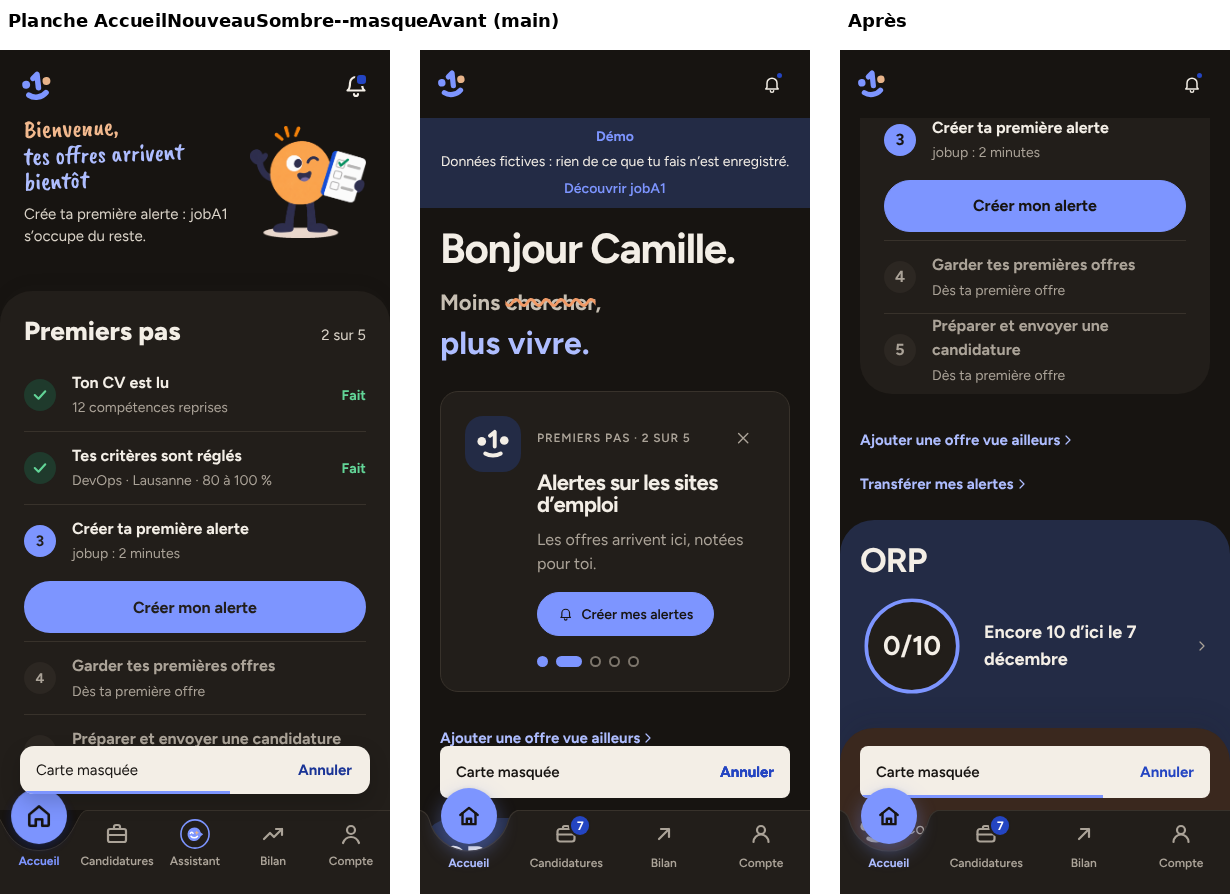 Planche AccueilNouveauSombre--masqueAvant (main)
Après
Bienvenue,
tes offres arrivent
bientôt
Crée ta première alerte : jobA1
s’occupe du reste.
Premiers pas
2 sur 5
Ton CV est lu
12 compétences reprises
Fait
Tes critères sont réglés
DevOps · Lausanne · 80 à 100 %
Fait
3
Créer ta première alerte
jobup : 2 minutes
Créer mon alerte
4
Garder tes premières offres
Dès ta première offre
Préparer et envoyer une candidature
Carte masquée
Annuler
Accueil
Candidatures
Assistant
Bilan
Compte
Démo
Données fictives : rien de ce que tu fais n’est enregistré.
Découvrir jobA1
Bonjour Camille.
Moins chercher,
plus vivre.
PREMIERS PAS · 2 SUR 5
Alertes sur les sites
d’emploi
Les offres arrivent ici, notées
pour toi.
Créer mes alertes
Ajouter une offre vue ailleurs
Carte masquée
Annuler
7
Accueil
Candidatures
Bilan
Compte
3
Créer ta première alerte
jobup : 2 minutes
Créer mon alerte
4
Garder tes premières offres
Dès ta première offre
5
Préparer et envoyer une
candidature
Dès ta première offre
Ajouter une offre vue ailleurs
Transférer mes alertes
ORP
0/10
Encore 10 d’ici le 7
décembre
Carte masquée
Annuler
7
Accueil
Candidatures
Bilan
Compte